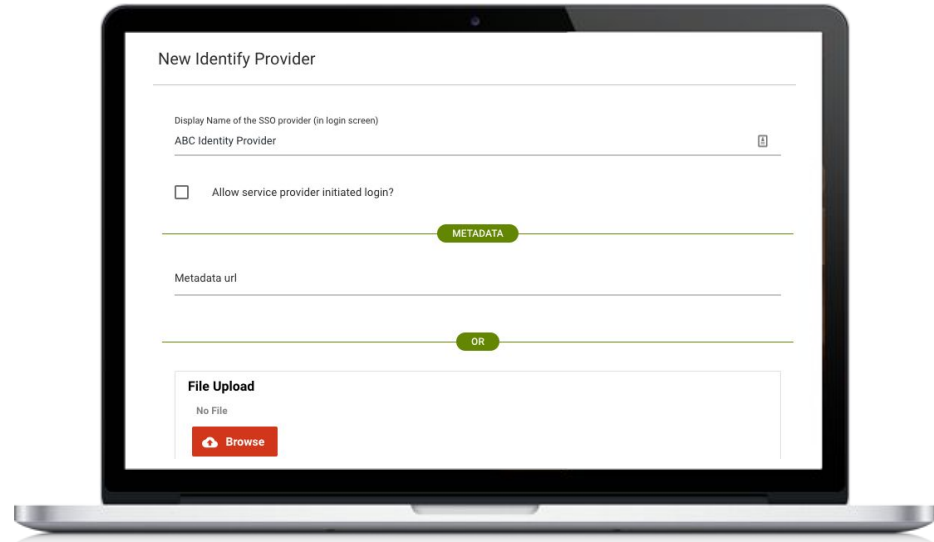 New Identify Provider
Display Name of the SSO provider (in login screen)
ABC Identity Provider
Allow service provider initiated login?
METADATA
Metadata url
OR
File Upload
No File
Browse